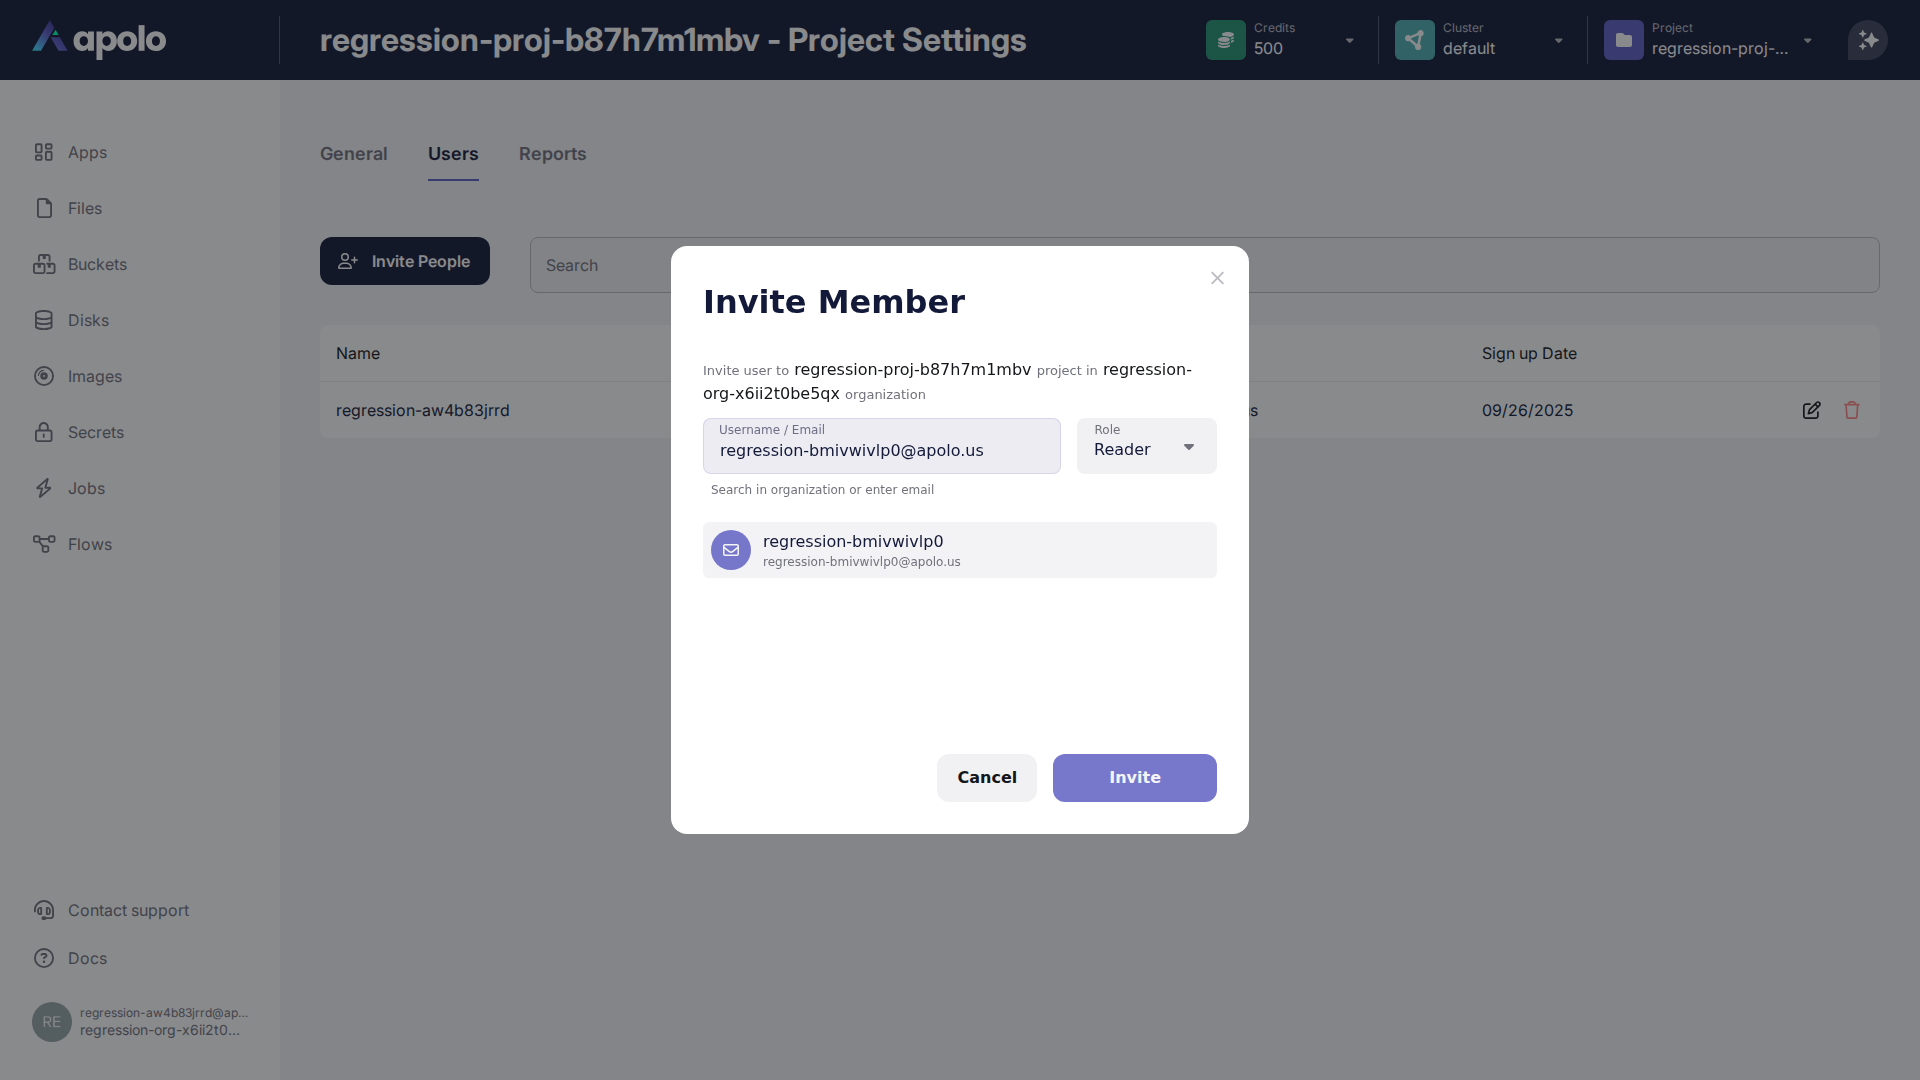 apolo
regression-proj-b87h7m1mbv - Project Settings
Credits
500
Cluster
default
Project
regression-proj-...
Apps
Files
Buckets
Disks
Images
Secrets
Jobs
Flows
Contact support
Docs
RE
regression-aw4b83jrrd@ap...
regression-org-x6ii2t0...
General
Users
Reports
Invite People
Search
Name
Sign up Date
regression-aw4b83jrrd
s
09/26/2025
Invite Member
Invite user to regression-proj-b87h7m1mbv project in regression-
org-x6ii2t0be5qx organization
Username / Email
regression-bmivwivlp0@apolo.us
Role
Reader
Search in organization or enter email
regression-bmivwivlp0
regression-bmivwivlp0@apolo.us
Cancel
Invite